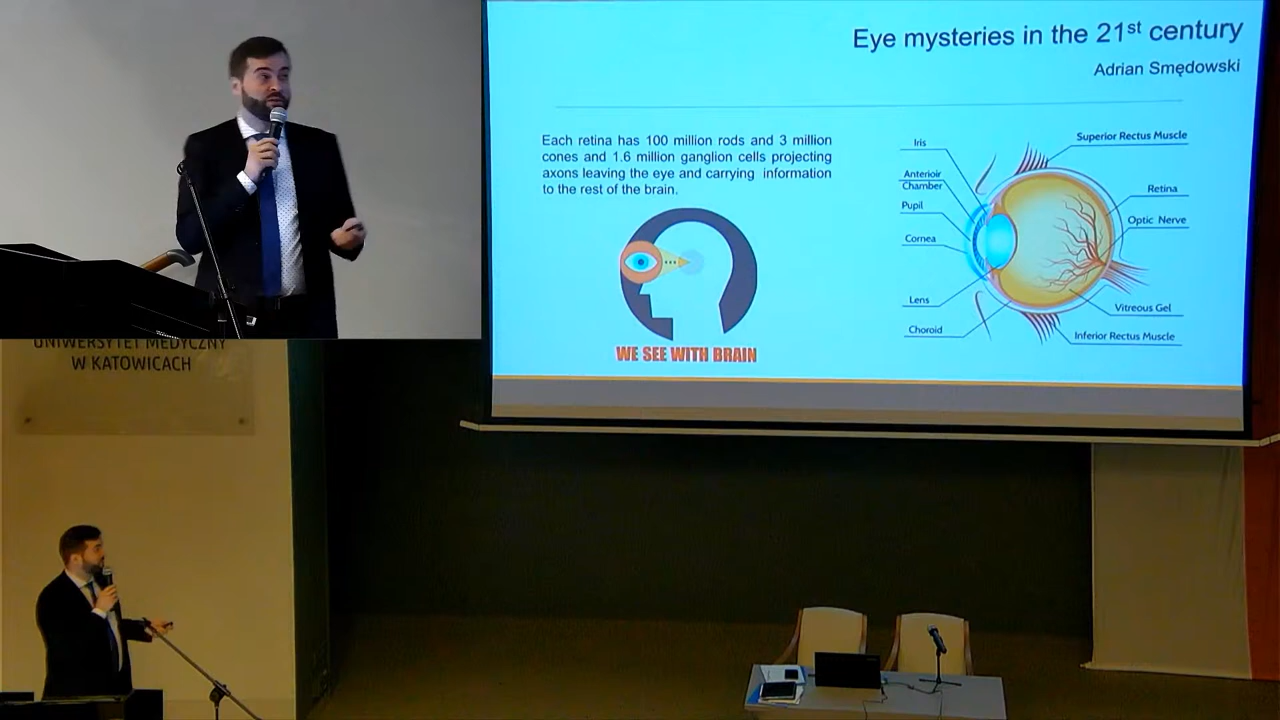 Eye mysteries in the 21st century
Adrian Smędowski
Each retina has 100 million rods and 3 million
cones and 1.6 million ganglion cells projecting
axons leaving the eye and carrying information
to the rest of the brain.
WE SEE WITH BRAIN
Iris
Anterioir
Chamber
Pupil
Cornea
Lens
Choroid
Superior Rectus Muscle
Retina
Optic Nerve
Vitreous Gel
Inferior Rectus Muscle
UNIWERSYTET MEDYCZNY
W KATOWICACH